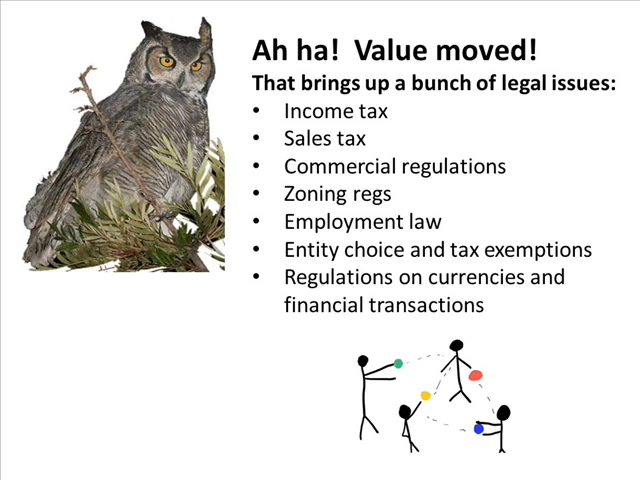 Ah ha!  Value moved!
That brings up a bunch of legal issues:
• Income tax
• Sales tax
• Commercial regulations
• Zoning regs
• Employment law
• Entity choice and tax exemptions
• Regulations on currencies and
financial transactions